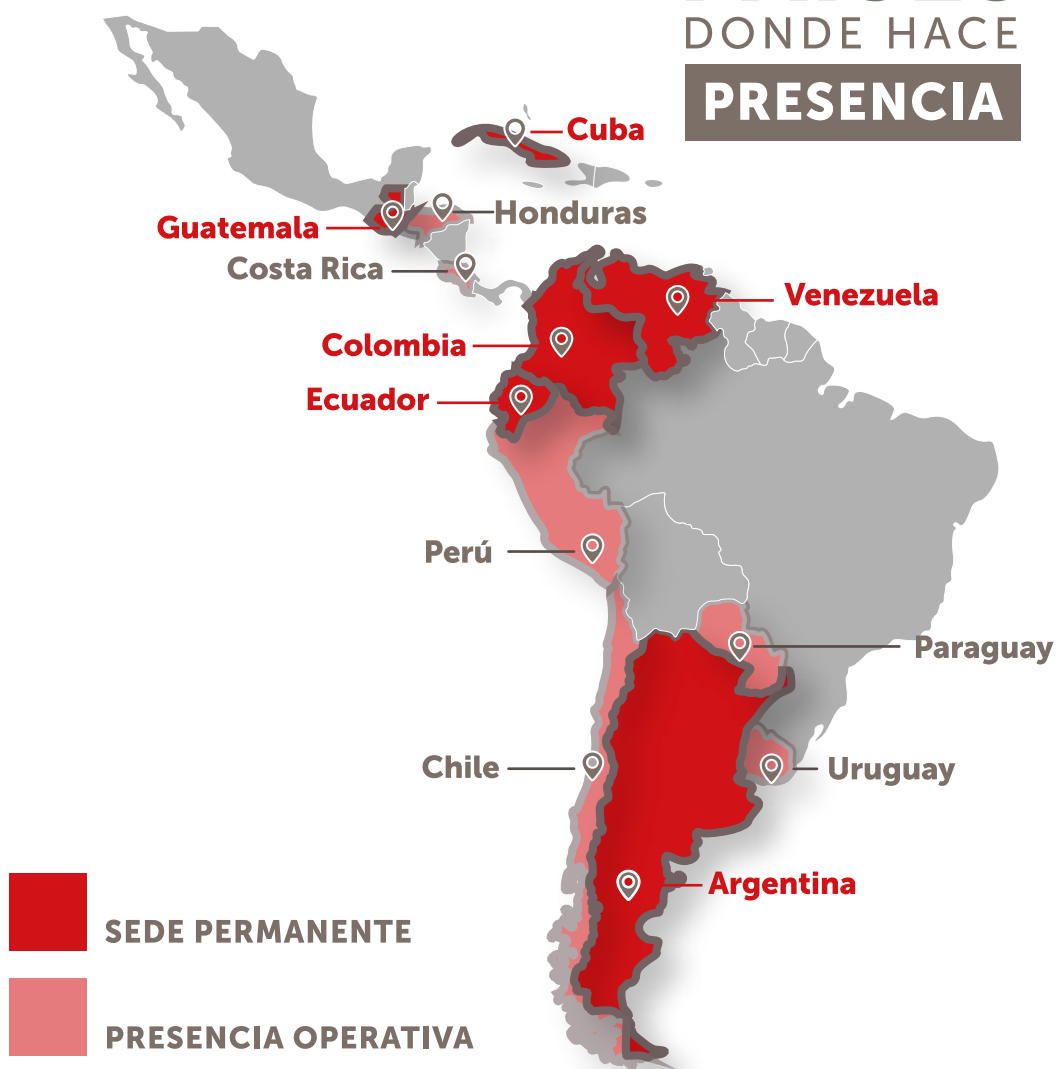 DONDE HACE
PRESENCIA
Cuba
Honduras
Guatemala
Costa Rica
Venezuela
Colombia
Ecuador
Perú
Paraguay
Chile
Uruguay
Argentina
SEDE PERMANENTE
PRESENCIA OPERATIVA